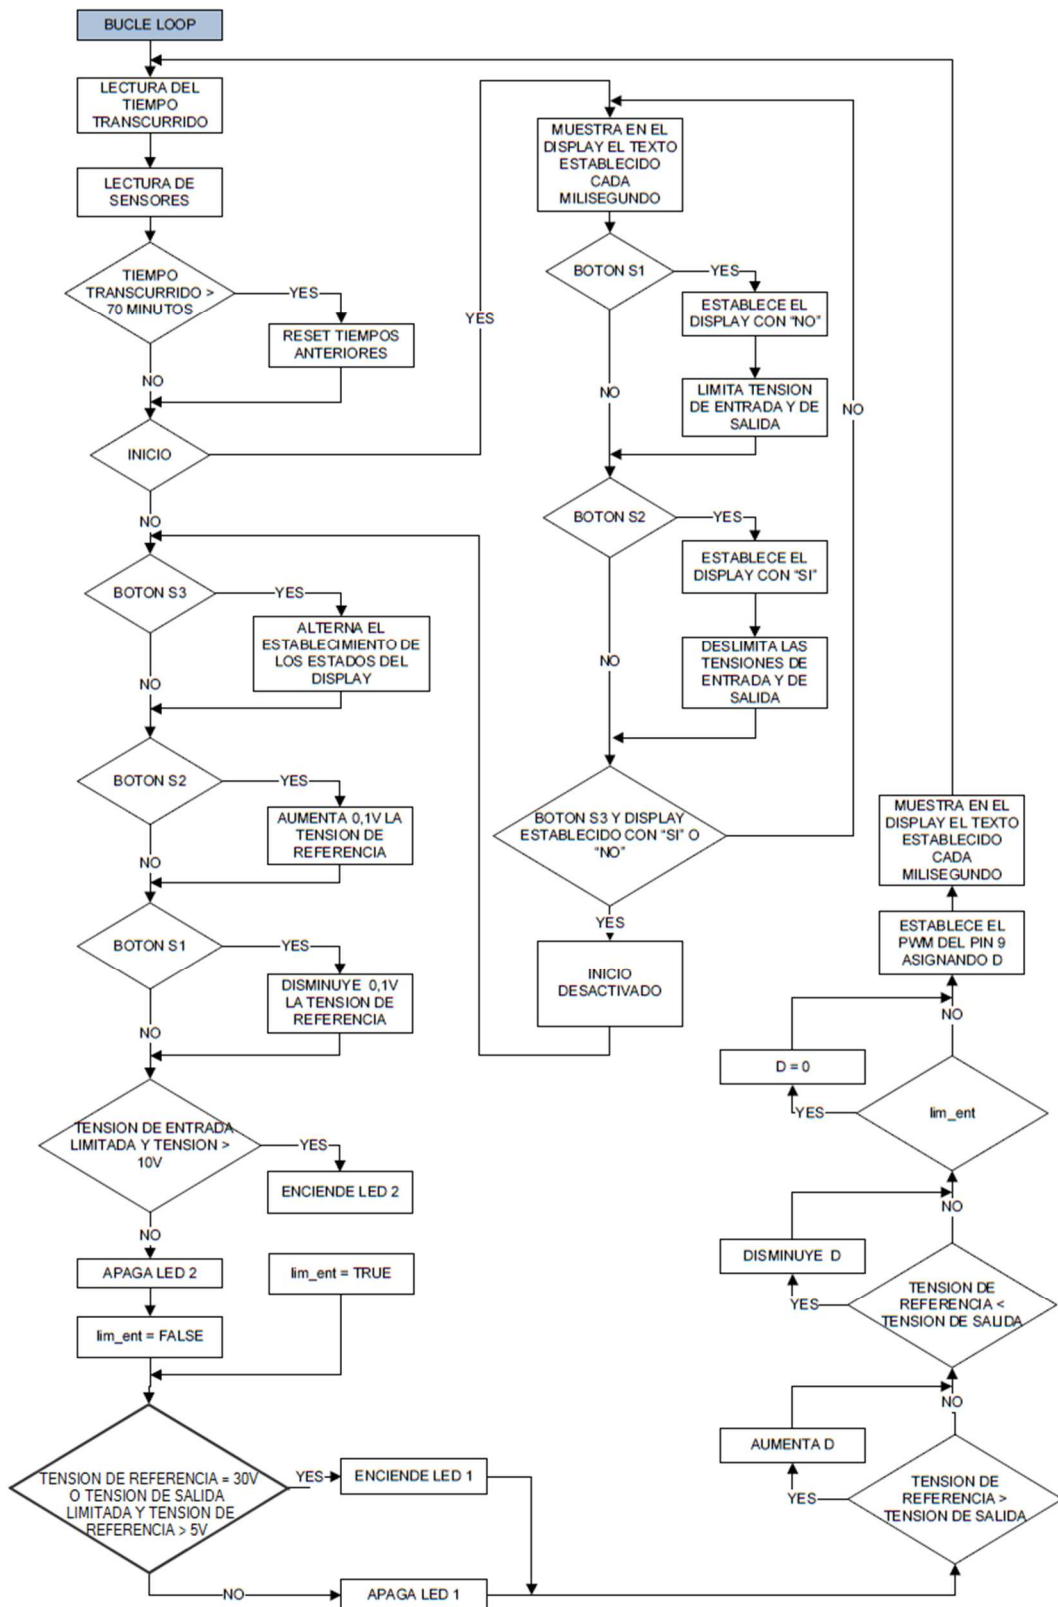 BUCLE LOOP
LECTURA DEL
TIEMPO
TRANSCURRIDO
LECTURA DE
SENSORES
TIEMPO
TRANSCURRIDO >
70 MINUTOS
YES
RESET TIEMPOS
ANTERIORES
NO
INICIO
YES
NO
BOTON S3
YES
ALTERNA EL
ESTABLECIMIENTO DE
LOS ESTADOS DEL
DISPLAY
NO
BOTON S2
YES
AUMENTA 0,1V LA
TENSION DE
REFERENCIA
NO
BOTON S1
YES
DISMINUYE 0,1V
LA TENSION DE
REFERENCIA
NO
TENSION DE ENTRADA
LIMITADA Y TENSION >
10V
YES
ENCIENDE LED 2
NO
APAGA LED 2
lim_ent = TRUE
lim_ent = FALSE
TENSION DE REFERENCIA = 30V
O TENSION DE SALIDA
LIMITADA Y TENSION DE
REFERENCIA > 5V
YES
ENCIENDE LED 1
NO
APAGA LED 1
MUESTRA EN EL
DISPLAY EL TEXTO
ESTABLECIDO
CADA
MILISEGUNDO
BOTON S1
YES
ESTABLECE EL
DISPLAY CON “NO”
LIMITA TENSION
DE ENTRADA Y DE
SALIDA
NO
NO
BOTON S2
YES
ESTABLECE EL
DISPLAY CON “SI”
DESLIMITA LAS
TENSIONES DE
ENTRADA Y DE
SALIDA
NO
BOTON S3 Y DISPLAY
ESTABLECIDO CON “SI” O
“NO”
YES
INICIO
DESACTIVADO
MUESTRA EN EL
DISPLAY EL TEXTO
ESTABLECIDO
CADA
MILISEGUNDO
ESTABLECE EL
PWM DEL PIN 9
ASIGNANDO D
NO
D = 0
YES
lim_ent
NO
DISMINUYE D
YES
TENSION DE
REFERENCIA <
TENSION DE SALIDA
NO
AUMENTA D
YES
TENSION DE
REFERENCIA >
TENSION DE SALIDA